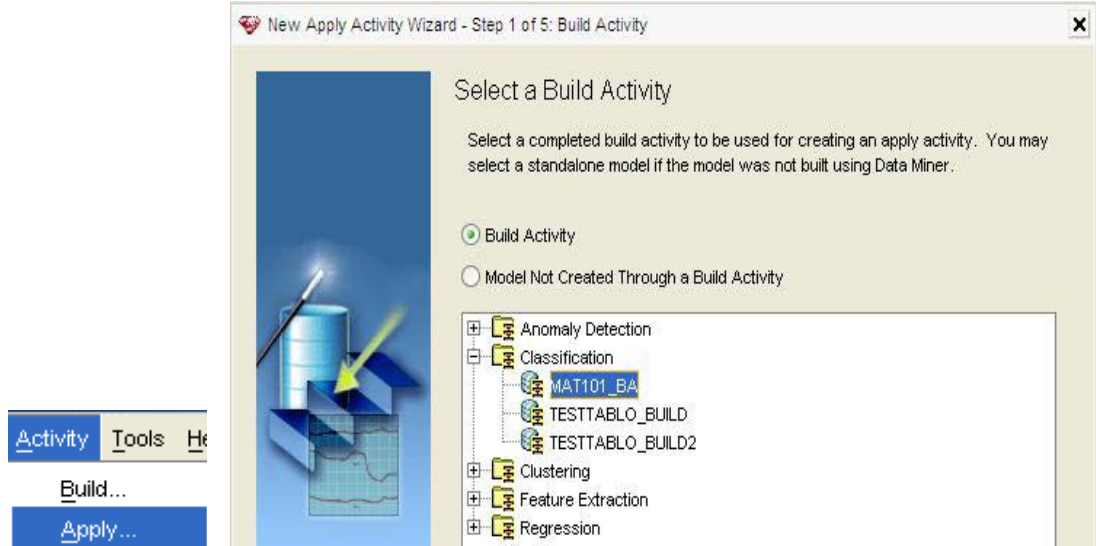 New Apply Activity Wizard - Step 1 of 5: Build Activity
Select a Build Activity
Select a completed build activity to be used for creating an apply activity. You may
select a standalone model if the model was not built using Data Miner.
Build Activity
Model Not Created Through a Build Activity
Anomaly Detection
Classification
MAT101_BA
TESTTABLO_BUILD
TESTTABLO_BUILD2
Clustering
Feature Extraction
Regression
Activity Tools He
Build...
Apply...